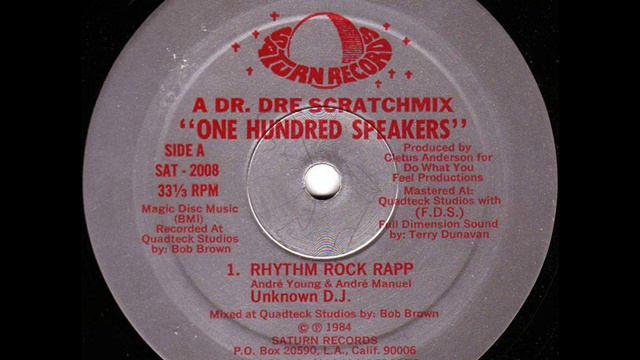 SATURN RECORDS
A DR. DRE SCRATCHMIX
"ONE HUNDRED SPEAKERS"
SIDE A
SAT - 2008
33⅓ RPM
Magic Disc Music
(BMI)
Recorded At
Quadteck Studios
by: Bob Brown
Produced by
Cletus Anderson for
Do What You
Feel Productions
Mastered At:
Quadteck Studios with
(F.D.S.)
Full Dimension Sound
by: Terry Dunavan
1. RHYTHM ROCK RAPP
André Young & André Manuel
Unknown D.J.
Mixed at Quadteck Studios by: Bob Brown
© ℗ 1984
SATURN RECORDS
P.O. Box 20590, L.A., Calif. 90006